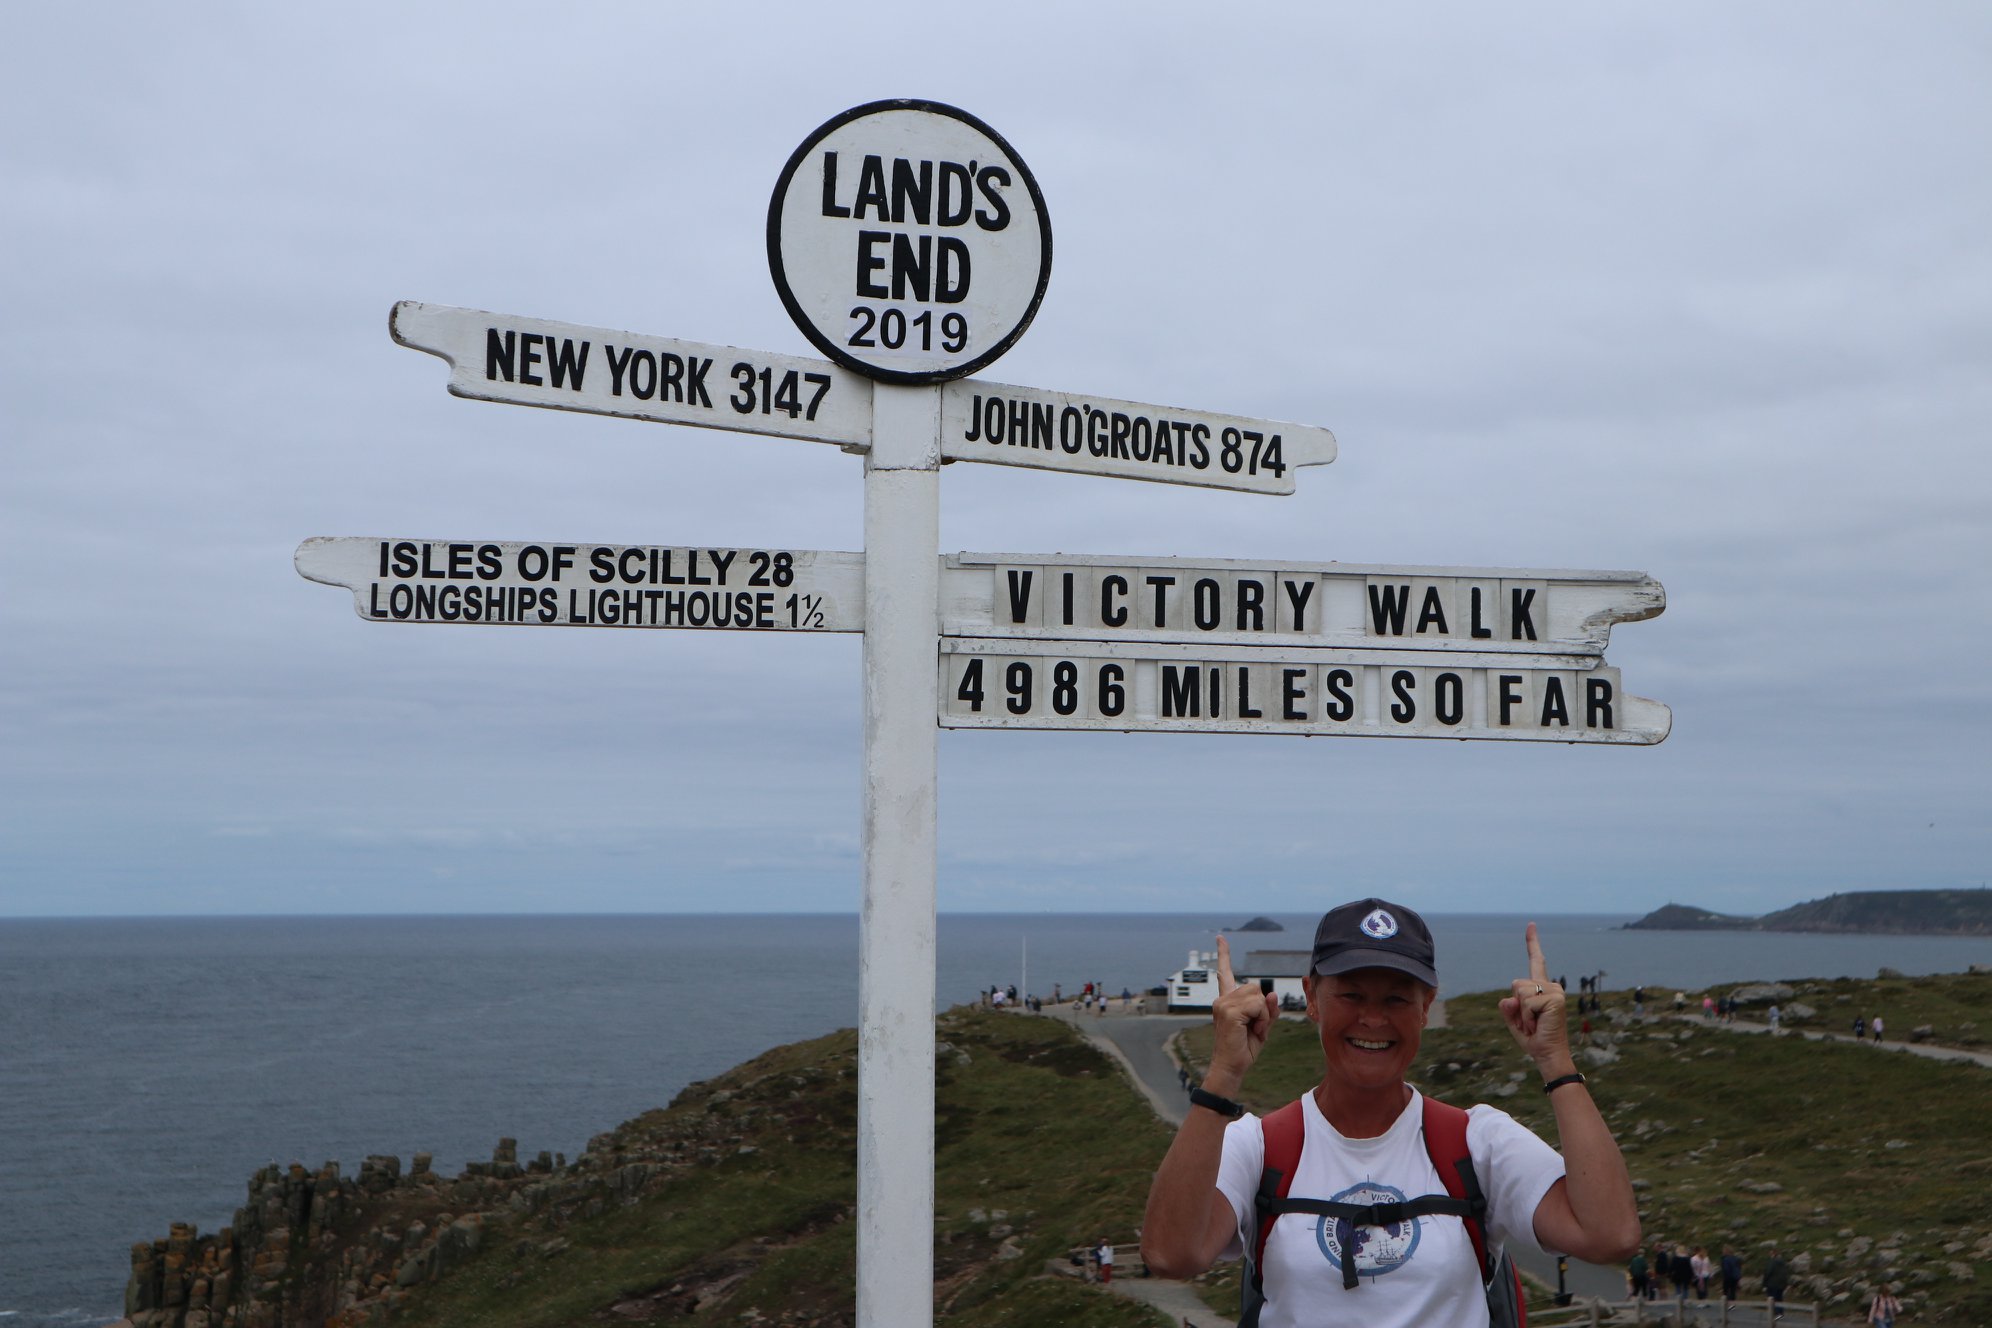 LAND'S
END
2019
NEW YORK 3147
JOHN O'GROATS 874
ISLES OF SCILLY 28
LONGSHIPS LIGHTHOUSE 1½
VICTORY WALK
4986 MILES SO FAR